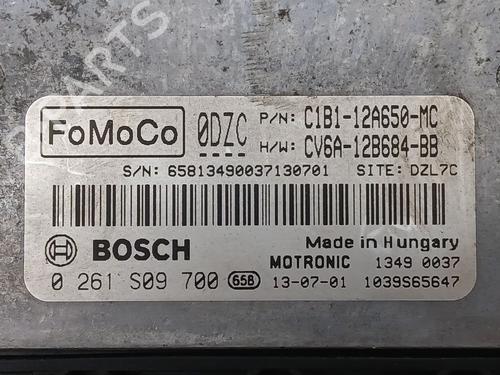 FoMoCo
0DZC
P/N: C1B1-12A650-MC
H/W: CV6A-12B684-BB
S/N: 65813490037130701 SITE: DZL7C
BOSCH
Made in Hungary
MOTRONIC 1349 0037
0 261 S09 700 65B 13-07-01 1039S65647